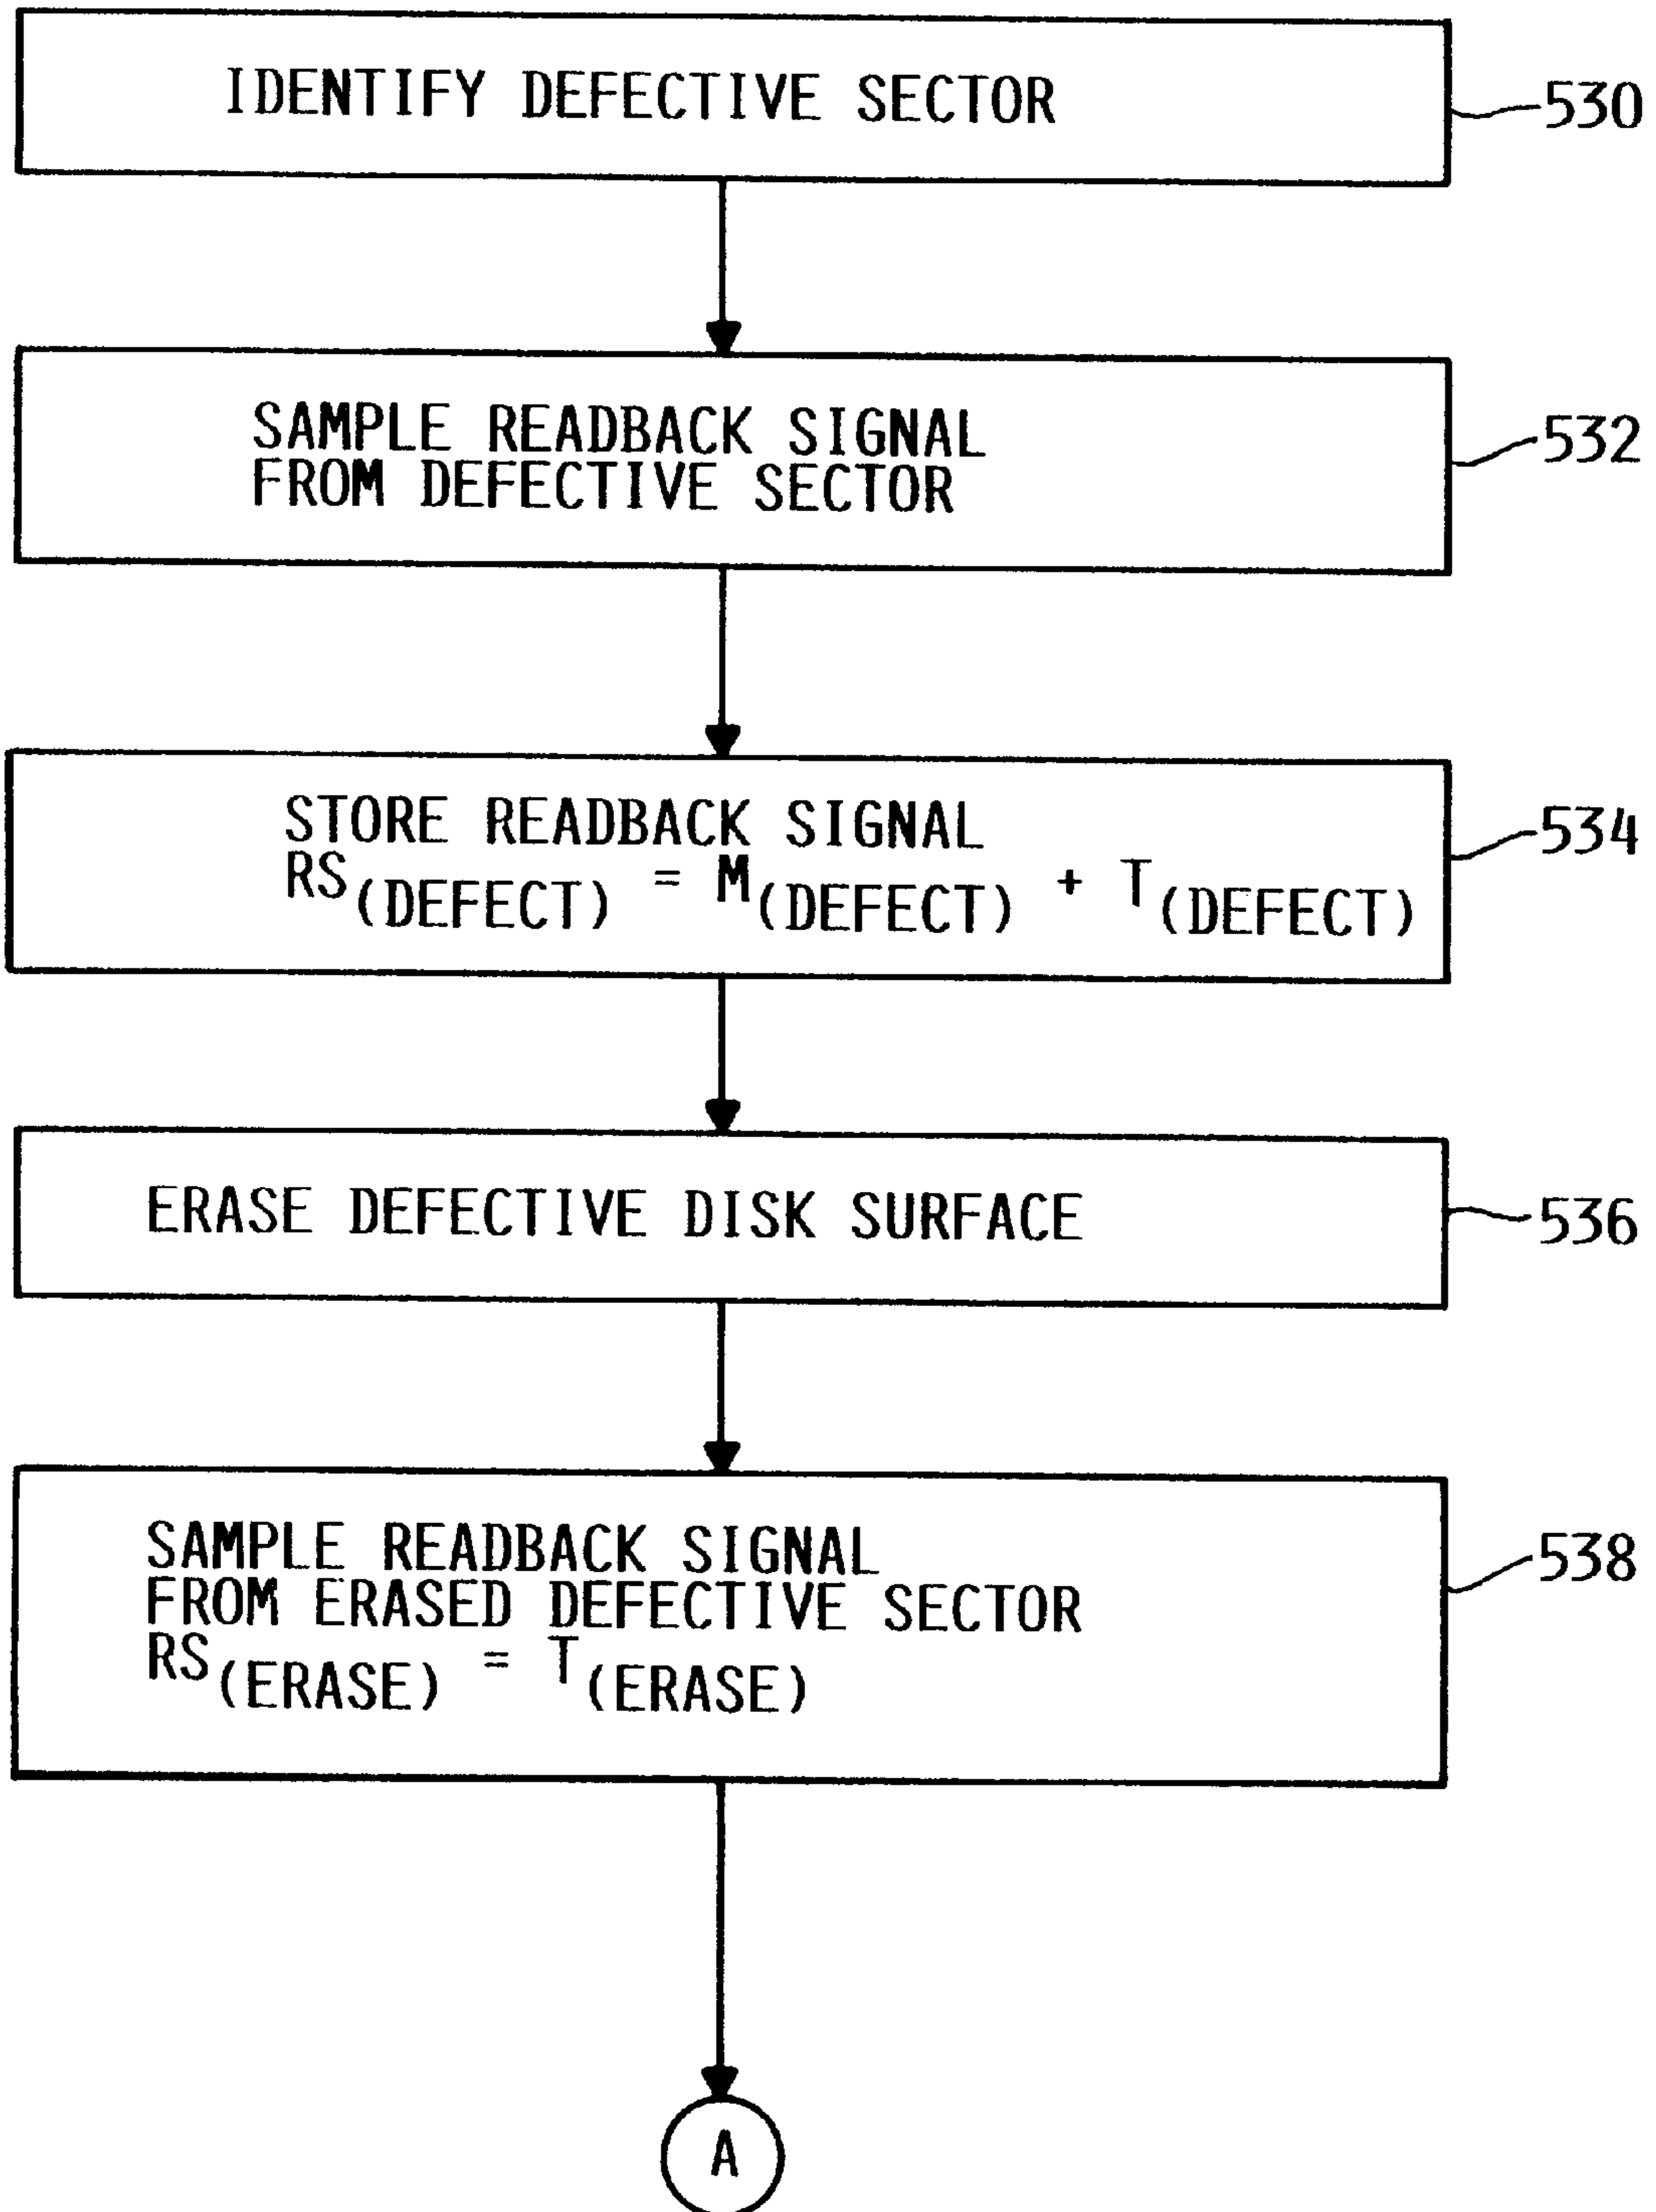 IDENTIFY DEFECTIVE SECTOR
530
SAMPLE READBACK SIGNAL
FROM DEFECTIVE SECTOR
532
STORE READBACK SIGNAL
RS(DEFECT) = M(DEFECT) + T(DEFECT)
534
ERASE DEFECTIVE DISK SURFACE
536
SAMPLE READBACK SIGNAL
FROM ERASED DEFECTIVE SECTOR
RS(ERASE) = T(ERASE)
538
A